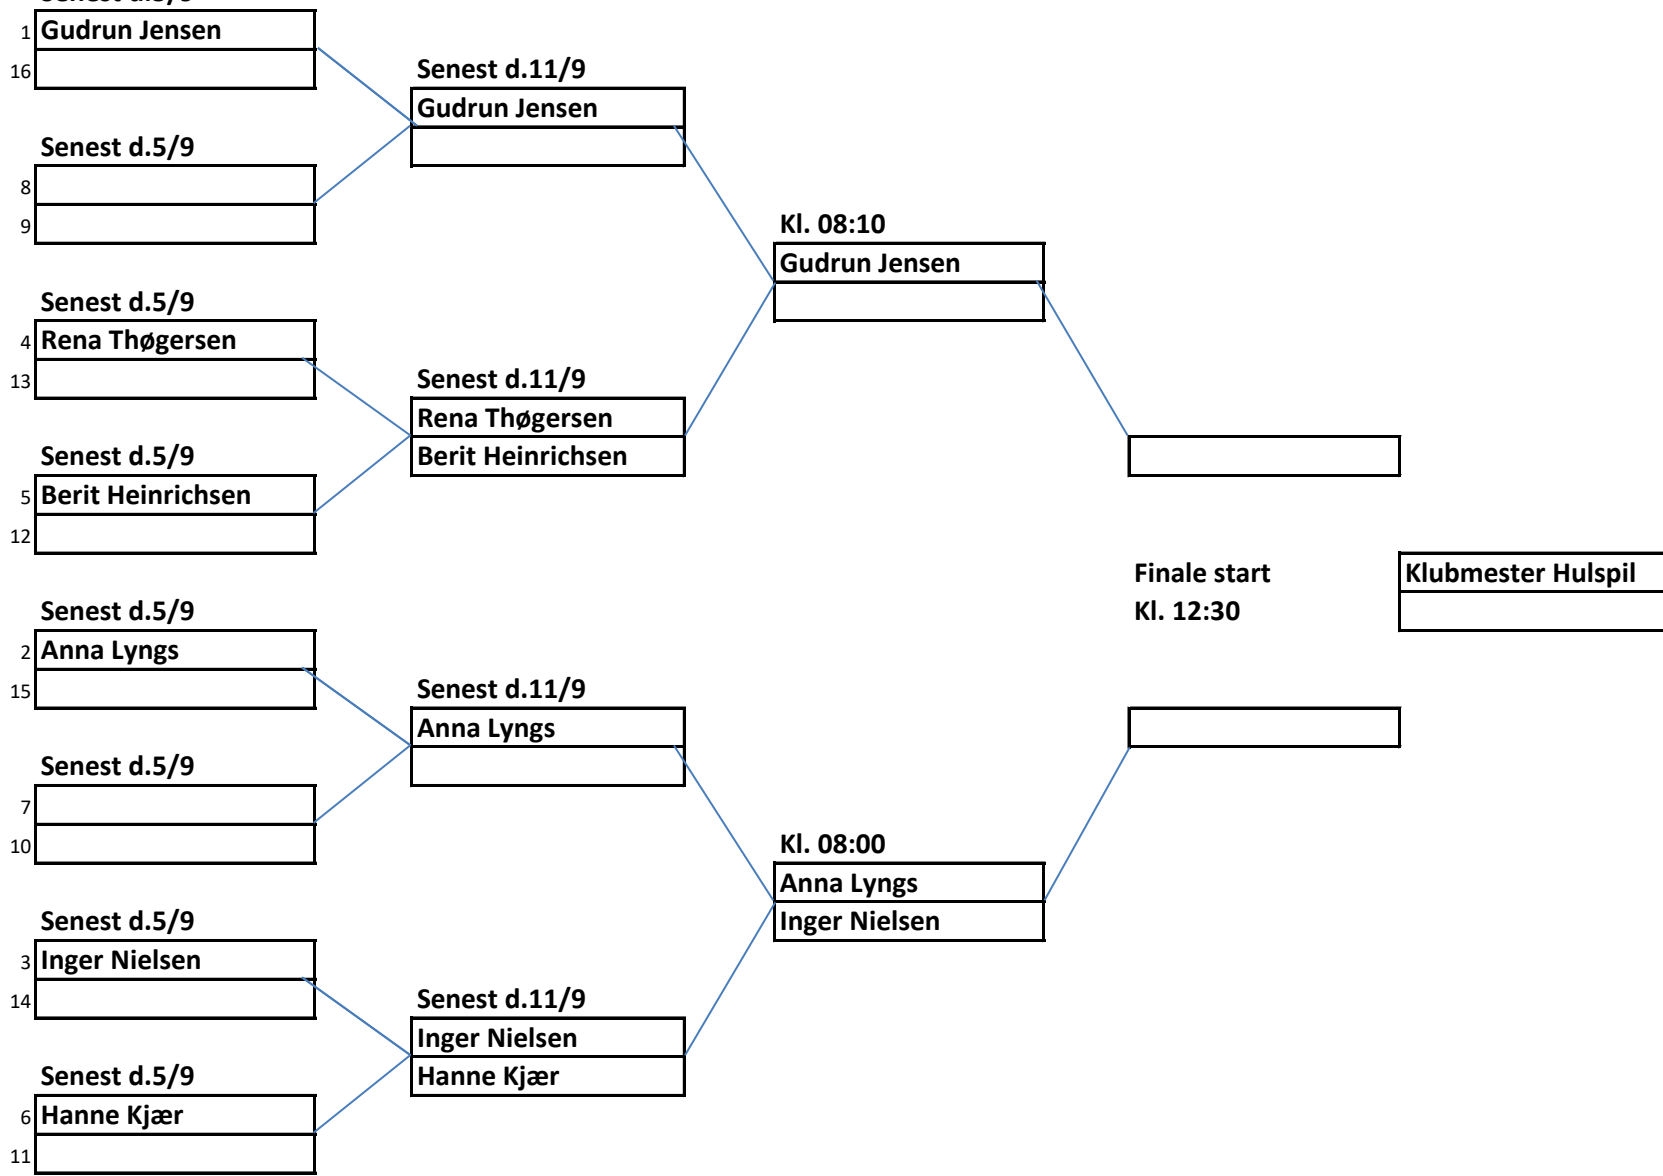 1 Gudrun Jensen
16
Senest d.5/9
8
9
Senest d.5/9
4 Rena Thøgersen
13
Senest d.5/9
5 Berit Heinrichsen
12
Senest d.5/9
2 Anna Lyngs
15
Senest d.5/9
7
10
Senest d.5/9
3 Inger Nielsen
14
Senest d.5/9
6 Hanne Kjær
11
Senest d.11/9
Gudrun Jensen
Senest d.11/9
Rena Thøgersen
Berit Heinrichsen
Senest d.11/9
Anna Lyngs
Senest d.11/9
Inger Nielsen
Hanne Kjær
Kl. 08:10
Gudrun Jensen
Kl. 08:00
Anna Lyngs
Inger Nielsen
Finale start
Kl. 12:30
Klubmester Hulspil